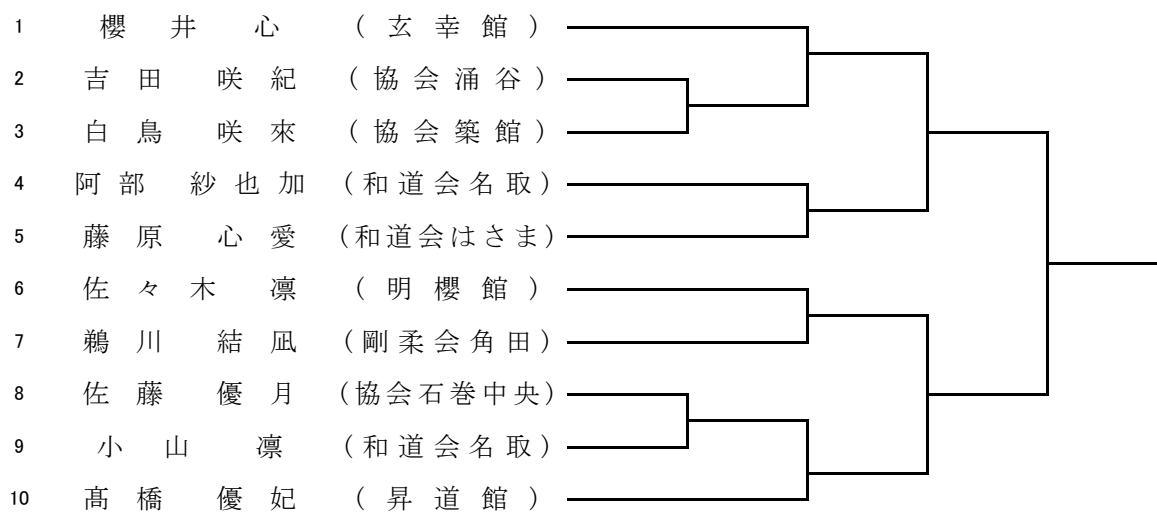 1 櫻井 心 (玄幸館)
2 吉田 咲紀 (協会涌谷)
3 白鳥 咲來 (協会築館)
4 阿部 紗也加 (和道会名取)
5 藤原 心愛 (和道会はさま)
6 佐々木 凛 (明櫻館)
7 鵜川 結凪 (剛柔会角田)
8 佐藤 優月 (協会石巻中央)
9 小山 凛 (和道会名取)
10 髙橋 優妃 (昇道館)